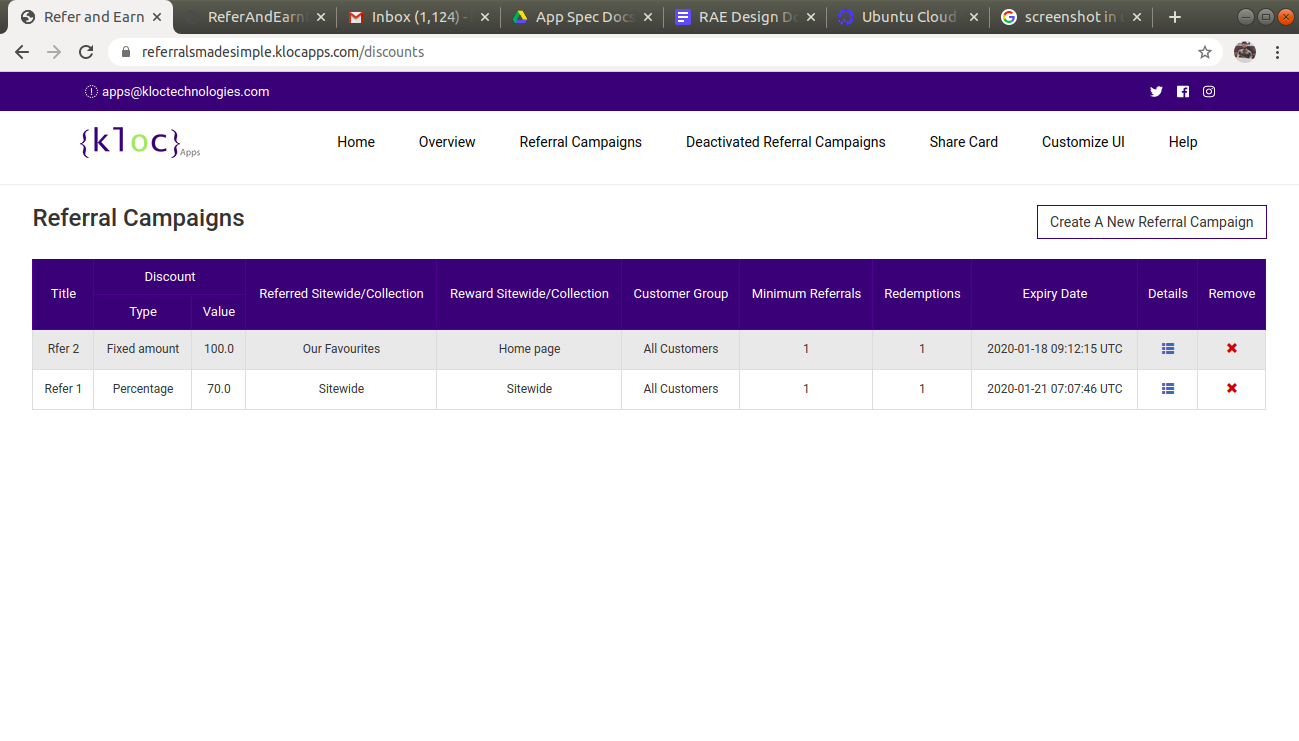 Refer and Earn ReferAndEarn Inbox (1,124) - App Spec Docs RAE Design Do Ubuntu Cloud screenshot in
referralsmadesimple.klocapps.com/discounts
apps@kloctechnologies.com
{kloc} Apps Home Overview Referral Campaigns Deactivated Referral Campaigns Share Card Customize UI Help
Referral Campaigns Create A New Referral Campaign
Title Discount Referred Sitewide/Collection Reward Sitewide/Collection Customer Group Minimum Referrals Redemptions Expiry Date Details Remove
Type Value
Rfer 2 Fixed amount 100.0 Our Favourites Home page All Customers 1 1 2020-01-18 09:12:15 UTC
Refer 1 Percentage 70.0 Sitewide Sitewide All Customers 1 1 2020-01-21 07:07:46 UTC